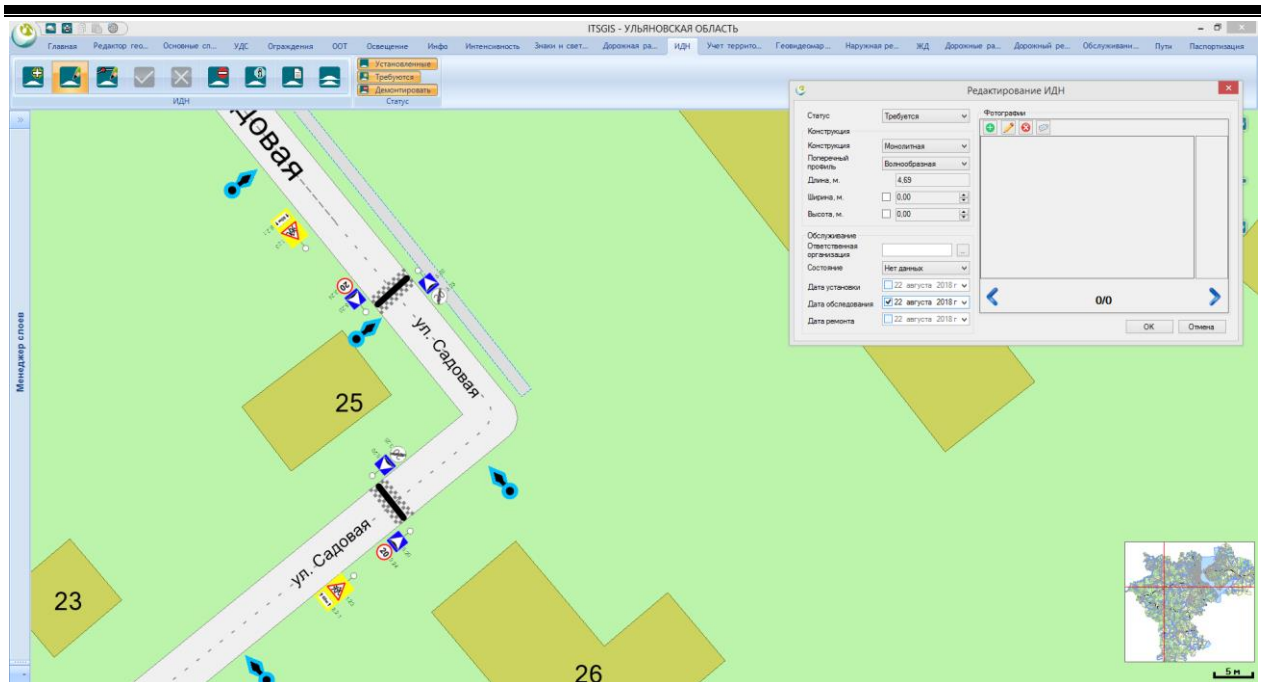 ITSGIS - УЛЬЯНОВСКАЯ ОБЛАСТЬ
Главная Редактор гео... Основные сл... УДС Ограждения ООТ Освещение Инфо Интенсивность Знаки и свет... Дорожная ра... ИДН Учет террито... Геовидеонар... Наружная ре... ЖД Дорожные ра... Дорожный ре... Обслуживани... Пути Паспортизация
Установленные
Требуются
Демонтировать
ИДН
Статус
Менеджер слоев
Редактирование ИДН
Статус Требуется
Фотографии
Конструкция
Конструкция Монолитная
Поперечный профиль Волнообразная
Длина, м. 4,69
Ширина, м. 0,00
Высота, м. 0,00
Обслуживание
Ответственная организация ...
Состояние Нет данных
Дата установки 22 августа 2018 г
Дата обследования 22 августа 2018 г
Дата ремонта 22 августа 2018 г
0/0
ОК Отмена
довая
20
ул. Садовая
25
20
ул. Садовая
23
26
5 м